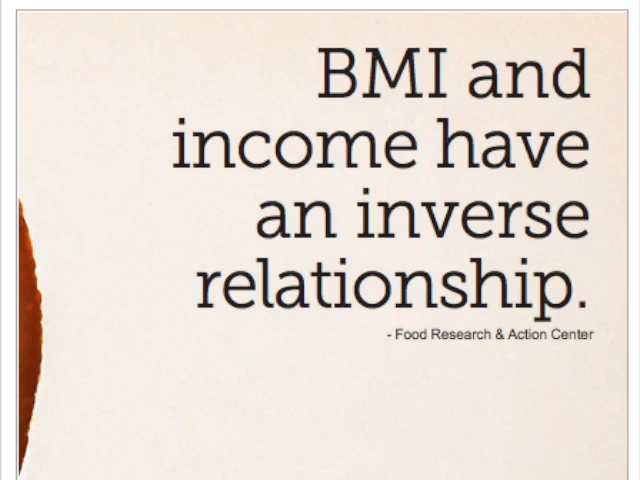 BMI and
income have
an inverse
relationship.
- Food Research & Action Center